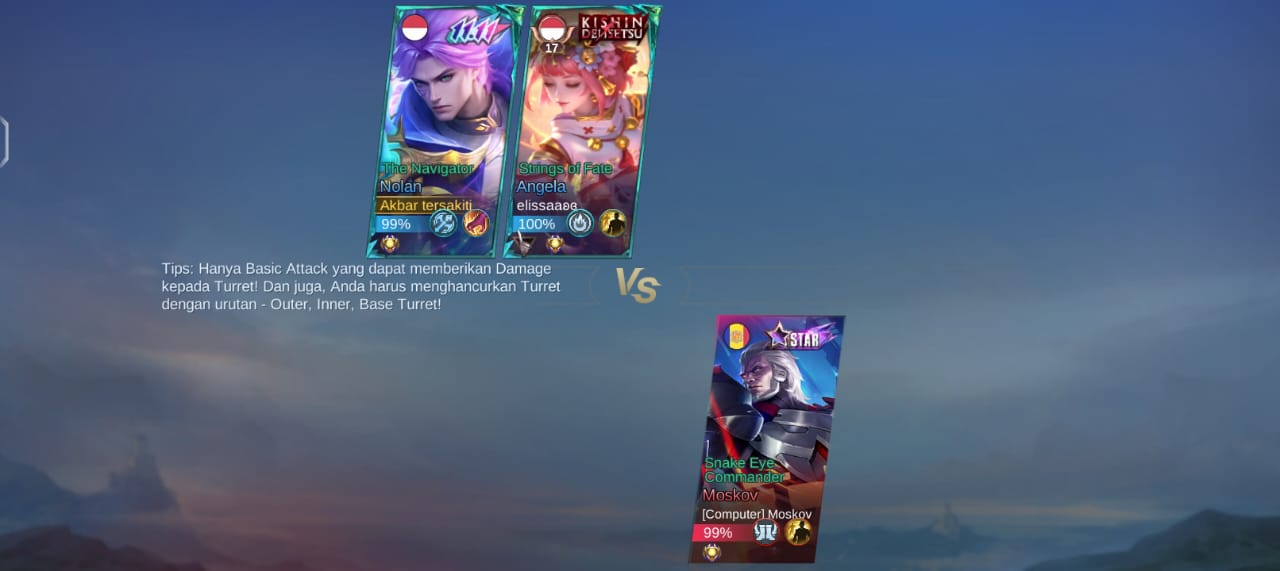 11.11
The Navigator
Nolan
Akbar tersakiti
99%
KISHIN
DENSETSU
17
Strings of Fate
Angela
elissaaʚɞ
100%
Tips: Hanya Basic Attack yang dapat memberikan Damage
kepada Turret! Dan juga, Anda harus menghancurkan Turret
dengan urutan - Outer, Inner, Base Turret!
VS
STAR
Snake Eye
Commander
Moskov
[Computer] Moskov
99%